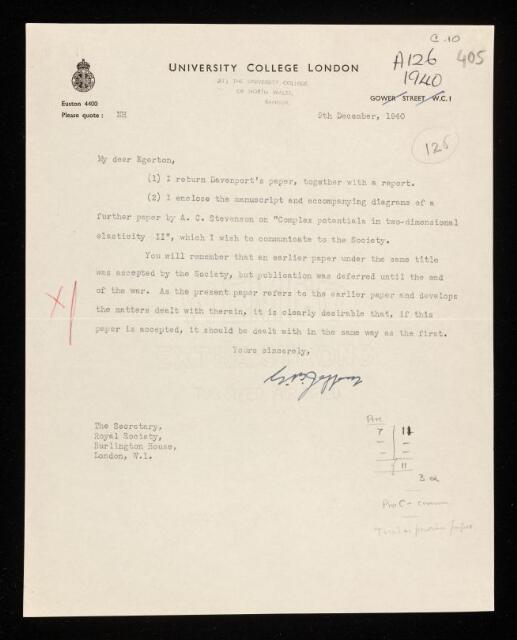 C.10
A126
1940
405
UNIVERSITY COLLEGE LONDON
AT; THE UNIVERSITY COLLEGE
OF NORTH WALES,
BANGOR.
GOWER STREET W.C.1
Euston 4400
Please quote :
9th December, 1940
126
My dear Egerton,
(1) I return Davenport's paper, together with a report.
(2) I enclose the manuscript and accompanying diagrams of a
further paper by A. C. Stevenson on "Complex potentials in two-dimensional
elasticity II", which I wish to communicate to the Society.
You will remember that an earlier paper under the same title
was accepted by the Society, but publication was deferred until the end
of the war. As the present paper refers to the earlier paper and develops
the matters dealt with therein, it is clearly desirable that, if this
paper is accepted, it should be dealt with in the same way as the first.
Yours sincerely,
The Secretary,
Royal Society,
Burlington House,
London, W.1.
7 11
11
3